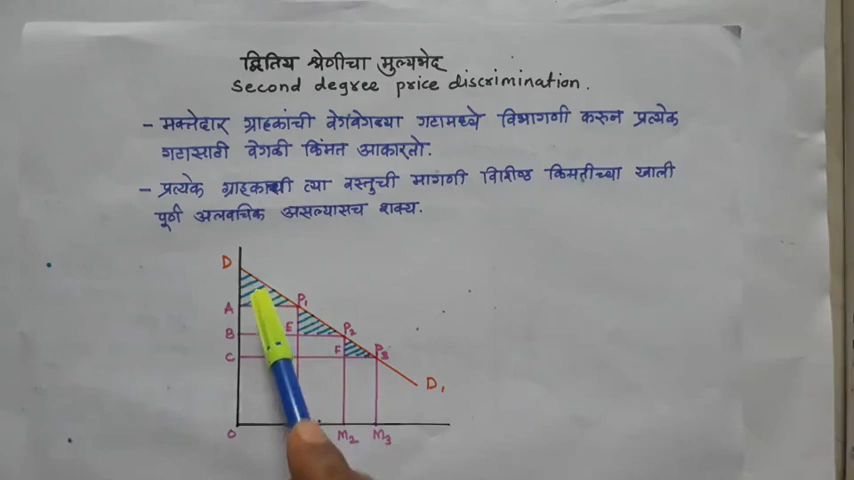 द्वितिय श्रेणीचा मुल्यभेद
second degree price discrimination.
- मक्तेदार ग्राहकांची वेगवेगळ्या गटामध्ये विभागणी करुन प्रत्येक
गटासाठी वेगळी किंमत आकारतो.
- प्रत्येक ग्राहकाची त्या वस्तुची मागणी विशिष्ठ किमतीच्या खाली
पूर्ण अलवचिक असल्यासच शक्य.
D
A P1
B E P2
C F P3
D1
O M2 M3